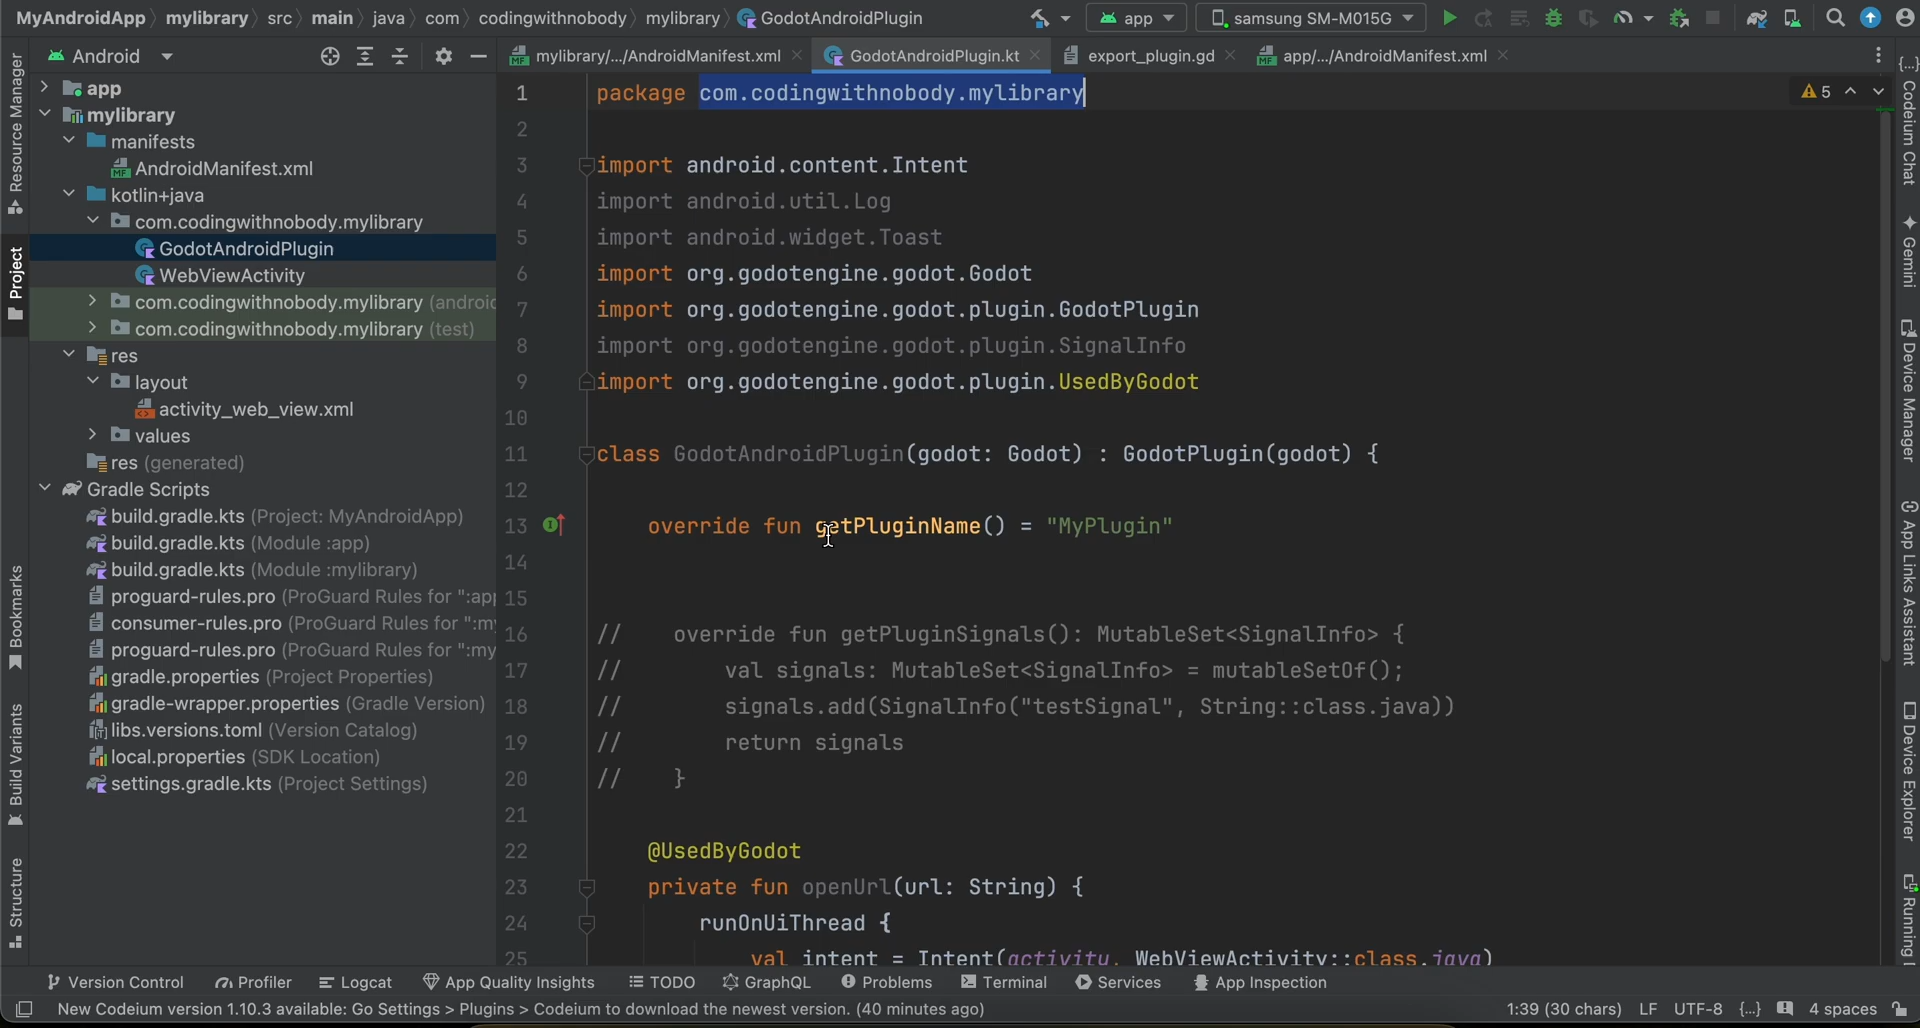 MyAndroidApp mylibrary src main java com codingwithnobody mylibrary GodotAndroidPlugin app samsung SM-M015G
Android mylibrary/.../AndroidManifest.xml GodotAndroidPlugin.kt export_plugin.gd app/.../AndroidManifest.xml
Resource Manager
Project
Bookmarks
Build Variants
Structure
app
mylibrary
manifests
AndroidManifest.xml
kotlin+java
com.codingwithnobody.mylibrary
GodotAndroidPlugin
WebViewActivity
com.codingwithnobody.mylibrary (androic
com.codingwithnobody.mylibrary (test)
res
layout
activity_web_view.xml
values
res (generated)
Gradle Scripts
build.gradle.kts (Project: MyAndroidApp)
build.gradle.kts (Module :app)
build.gradle.kts (Module :mylibrary)
proguard-rules.pro (ProGuard Rules for ":app
consumer-rules.pro (ProGuard Rules for ":my
proguard-rules.pro (ProGuard Rules for ":my
gradle.properties (Project Properties)
gradle-wrapper.properties (Gradle Version)
libs.versions.toml (Version Catalog)
local.properties (SDK Location)
settings.gradle.kts (Project Settings)
1 package com.codingwithnobody.mylibrary 5
2
3 import android.content.Intent
4 import android.util.Log
5 import android.widget.Toast
6 import org.godotengine.godot.Godot
7 import org.godotengine.godot.plugin.GodotPlugin
8 import org.godotengine.godot.plugin.SignalInfo
9 import org.godotengine.godot.plugin.UsedByGodot
10
11 class GodotAndroidPlugin(godot: Godot) : GodotPlugin(godot) {
12
13 override fun getPluginName() = "MyPlugin"
14
15
16 // override fun getPluginSignals(): MutableSet<SignalInfo> {
17 // val signals: MutableSet<SignalInfo> = mutableSetOf();
18 // signals.add(SignalInfo("testSignal", String::class.java))
19 // return signals
20 // }
21
22 @UsedByGodot
23 private fun openUrl(url: String) {
24 runOnUiThread {
25 val intent = Intent(activity, WebViewActivity::class.java)
{...} Codeium Chat
Gemini
Device Manager
App Links Assistant
Device Explorer
Running
Version Control Profiler Logcat App Quality Insights TODO GraphQL Problems Terminal Services App Inspection
New Codeium version 1.10.3 available: Go Settings > Plugins > Codeium to download the newest version. (40 minutes ago) 1:39 (30 chars) LF UTF-8 {...} 4 spaces